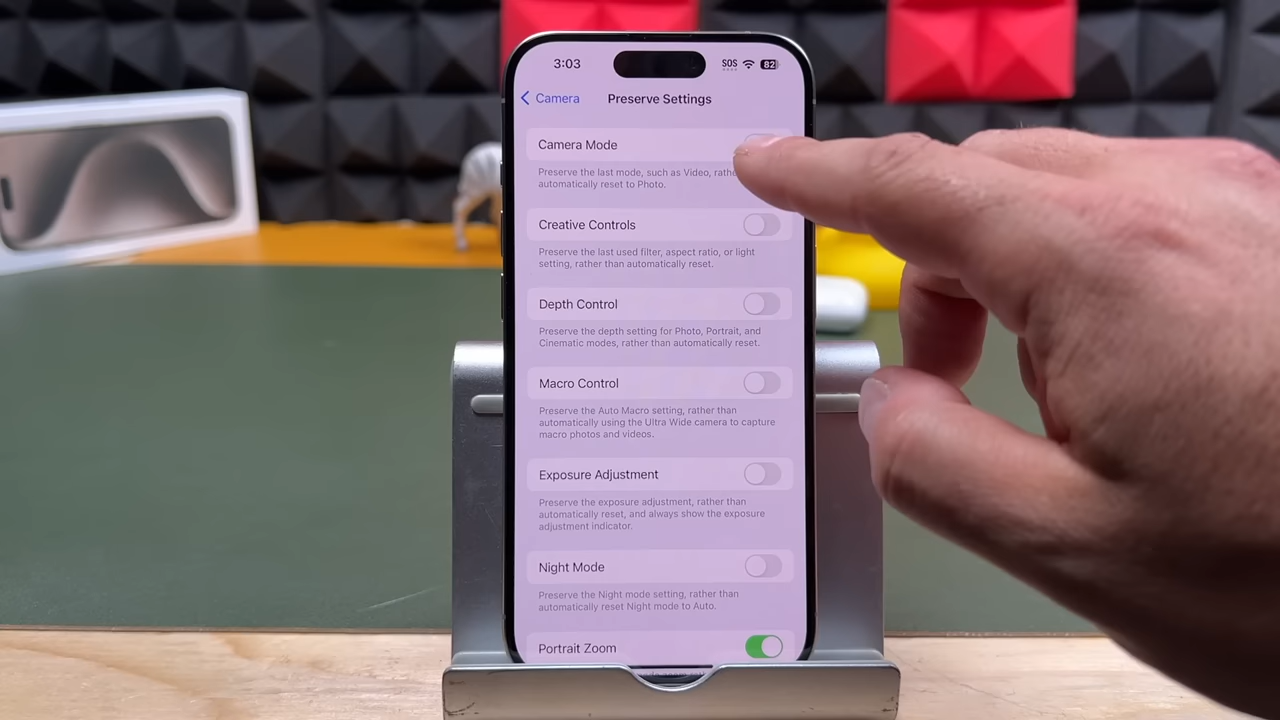 3:03
SOS
82
Camera
Preserve Settings
Camera Mode
Preserve the last mode, such as Video,
automatically reset to Photo.
Creative Controls
Preserve the last used filter, aspect ratio, or light
setting, rather than automatically reset.
Depth Control
Preserve the depth setting for Photo, Portrait, and
Cinematic modes, rather than automatically reset.
Macro Control
Preserve the Auto Macro setting, rather than
automatically using the Ultra Wide camera to capture
macro photos and videos.
Exposure Adjustment
Preserve the exposure adjustment, rather than
automatically reset, and always show the exposure
adjustment indicator.
Night Mode
Preserve the Night mode setting, rather than
automatically reset Night mode to Auto.
Portrait Zoom